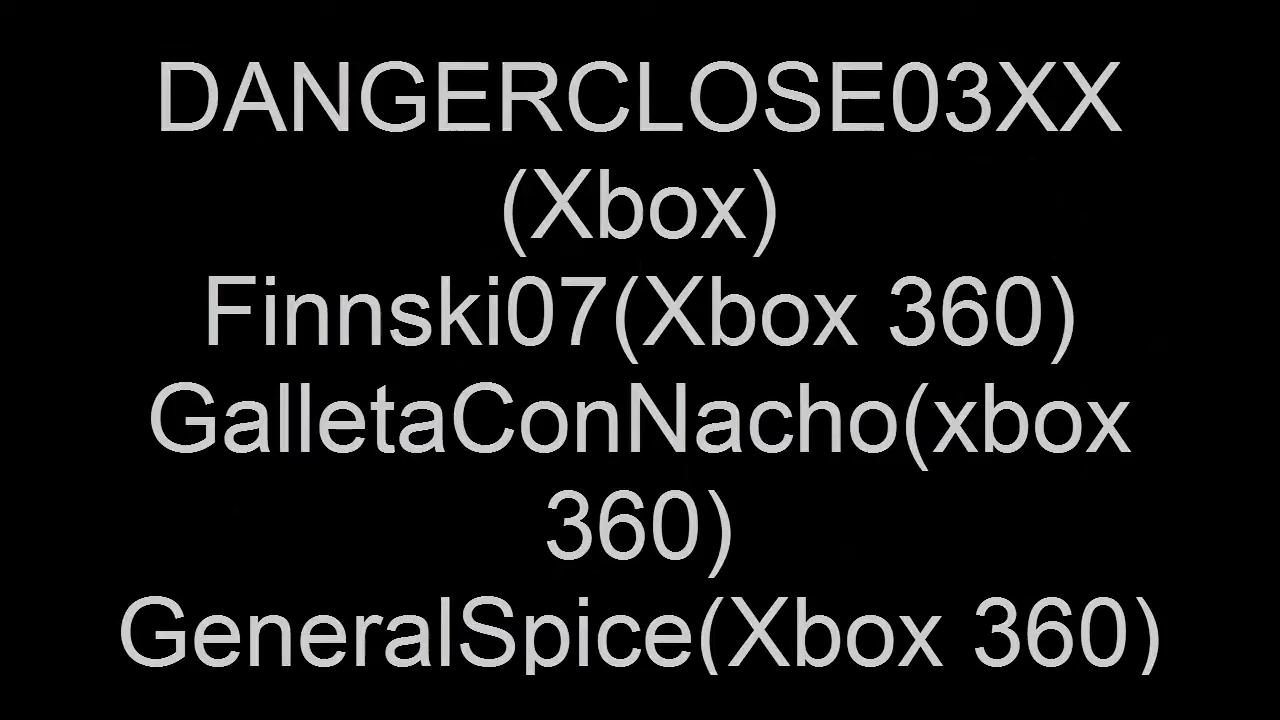 DANGERCLOSE03XX
(Xbox)
Finnski07(Xbox 360)
GalletaConNacho(xbox
360)
GeneralSpice(Xbox 360)